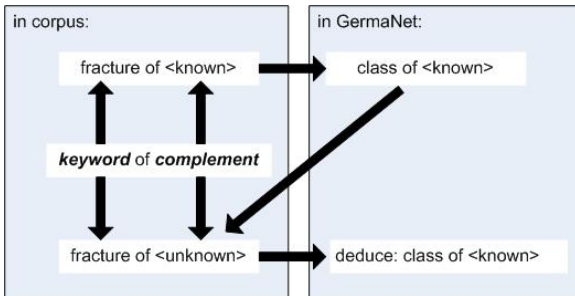 in corpus:
in GermaNet:
fracture of <known>
class of <known>
keyword of complement
fracture of <unknown>
deduce: class of <known>